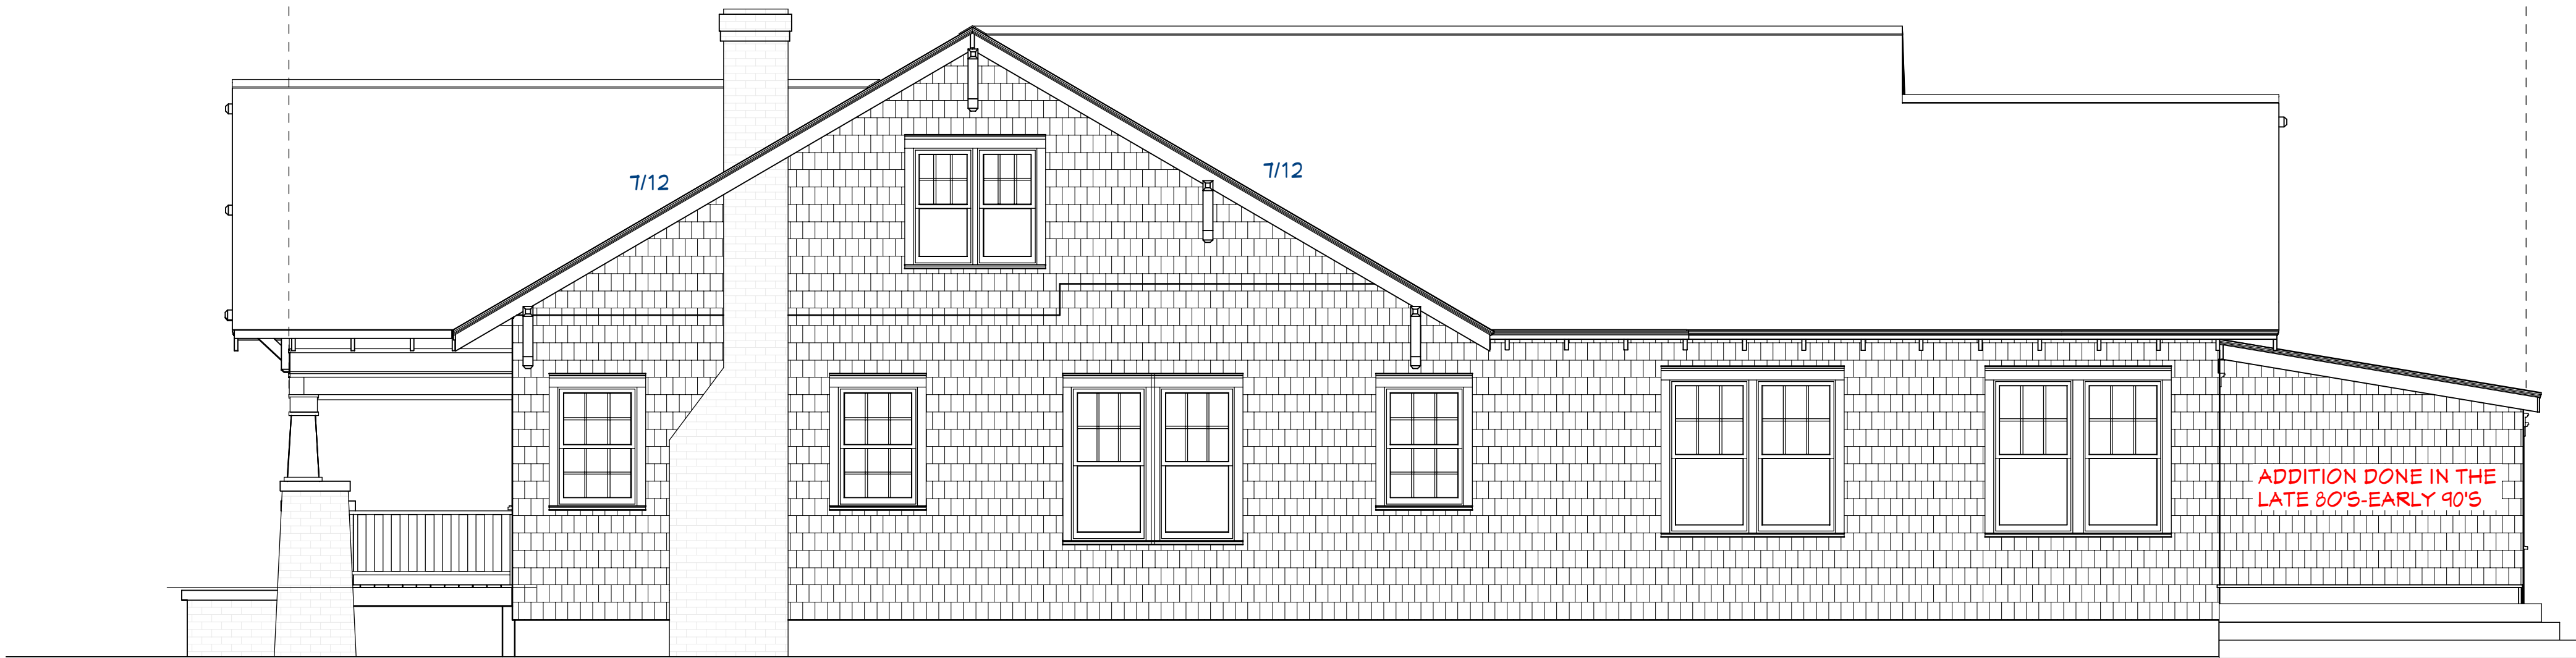 7/12
7/12
ADDITION DONE IN THE
LATE 80'S-EARLY 90'S